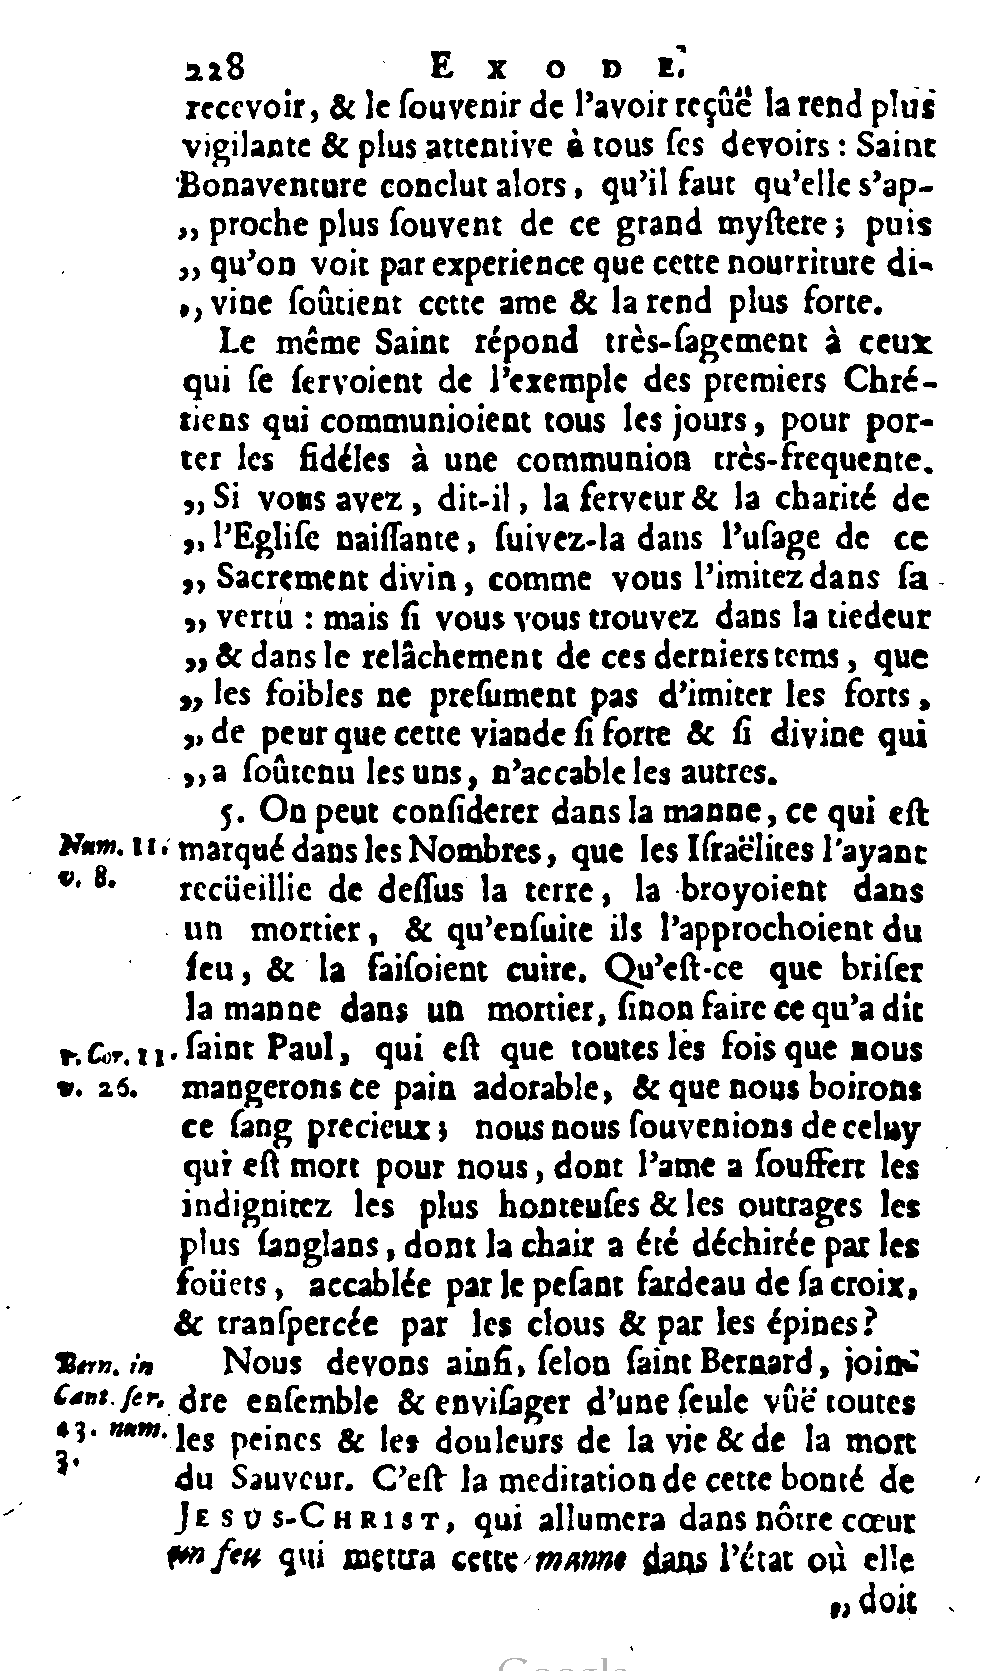 228 EXODE.
recevoir, & le ſouvenir de l'avoir reçûë la rend plus
vigilante & plus attentive à tous ſes devoirs : Saint
Bonaventure conclut alors, qu'il faut qu'elle s'ap-
„ proche plus ſouvent de ce grand myſtere ; puis
„ qu'on voit par experience que cette nourriture di-
„ vine ſoûtient cette ame & la rend plus forte.
Le même Saint répond très-ſagement à ceux
qui ſe ſervoient de l'exemple des premiers Chré-
tiens qui communioient tous les jours, pour por-
ter les fidéles à une communion très-frequente.
„ Si vous avez, dit-il, la ferveur & la charité de
„ l'Egliſe naiſſante, ſuivez-la dans l'uſage de ce
„ Sacrement divin, comme vous l'imitez dans ſa
„ vertu : mais ſi vous vous trouvez dans la tiedeur
„ & dans le relâchement de ces derniers tems, que
„ les foibles ne preſument pas d'imiter les forts,
„ de peur que cette viande ſi forte & ſi divine qui
„ a ſoûtenu les uns, n'accable les autres.
5. On peut conſiderer dans la manne, ce qui eſt
Num. 11. marqué dans les Nombres, que les Iſraëlites l'ayant
v. 8. recüeillie de deſſus la terre, la broyoient dans
un mortier, & qu'enſuite ils l'approchoient du
feu, & la faiſoient cuire. Qu'eſt-ce que briſer
la manne dans un mortier, ſinon faire ce qu'a dit
1. Cor. 11. ſaint Paul, qui eſt que toutes les fois que nous
v. 26. mangerons ce pain adorable, & que nous boirons
ce ſang precieux ; nous nous ſouvenions de celuy
qui eſt mort pour nous, dont l'ame a ſouffert les
indignitez les plus honteuſes & les outrages les
plus ſanglans, dont la chair a été déchirée par les
foüets, accablée par le peſant fardeau de ſa croix,
& tranſpercée par les clous & par les épines ?
Bern. in Nous devons ainſi, ſelon ſaint Bernard, join-
Cant. ſer. dre enſemble & enviſager d'une ſeule vûë toutes
43. num. les peines & les douleurs de la vie & de la mort
3. du Sauveur. C'eſt la meditation de cette bonté de
JESUS-CHRIST, qui allumera dans nôtre cœur
un feu qui mettra cette manne dans l'état où elle
„ doit
Google